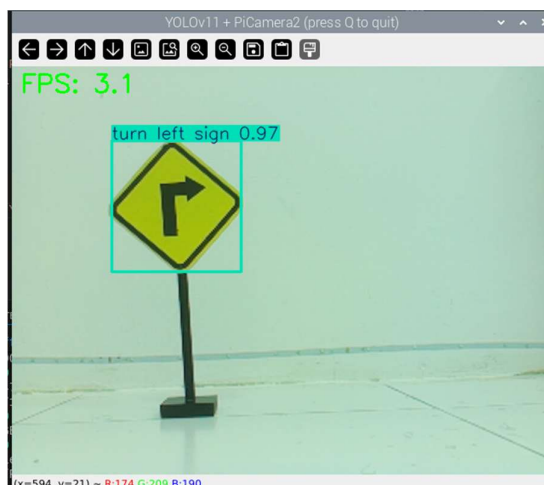 YOLOv11 + PiCamera2 (press Q to quit)
FPS: 3.1
turn left sign 0.97
(x=594, y=21) ~ R:174 G:209 B:190